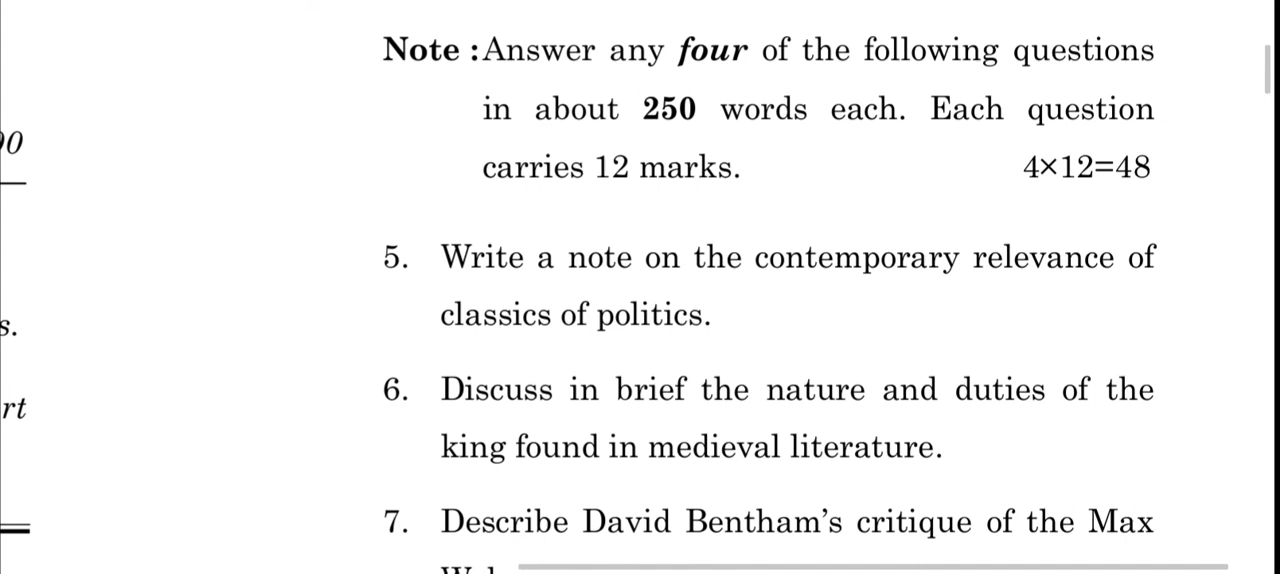 Note : Answer any four of the following questions
in about 250 words each. Each question
carries 12 marks. 4×12=48
0
5. Write a note on the contemporary relevance of
classics of politics.
s.
6. Discuss in brief the nature and duties of the
rt
king found in medieval literature.
7. Describe David Bentham's critique of the Max